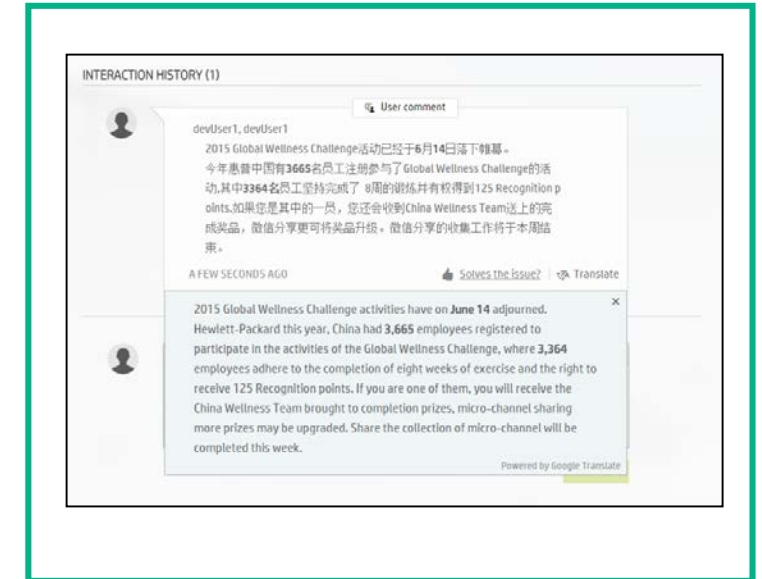 INTERACTION HISTORY (1)
User comment
devUser1, devUser1
2015 Global Wellness Challenge活动已经于6月14日落下帷幕。
今年惠普中国有3665名员工注册参与了Global Wellness Challenge的活
动,其中3364名员工坚持完成了 8周的锻炼并有权得到125 Recognition p
oints.如果您是其中的一员，您还会收到China Wellness Team送上的完
成奖品，微信分享更可将奖品升级。微信分享的收集工作将于本周结
束。
A FEW SECONDS AGO
Solves the issue?
Translate
2015 Global Wellness Challenge activities have on June 14 adjourned.
Hewlett-Packard this year, China had 3,665 employees registered to
participate in the activities of the Global Wellness Challenge, where 3,364
employees adhere to the completion of eight weeks of exercise and the right to
receive 125 Recognition points. If you are one of them, you will receive the
China Wellness Team brought to completion prizes, micro-channel sharing
more prizes may be upgraded. Share the collection of micro-channel will be
completed this week.
Powered by Google Translate